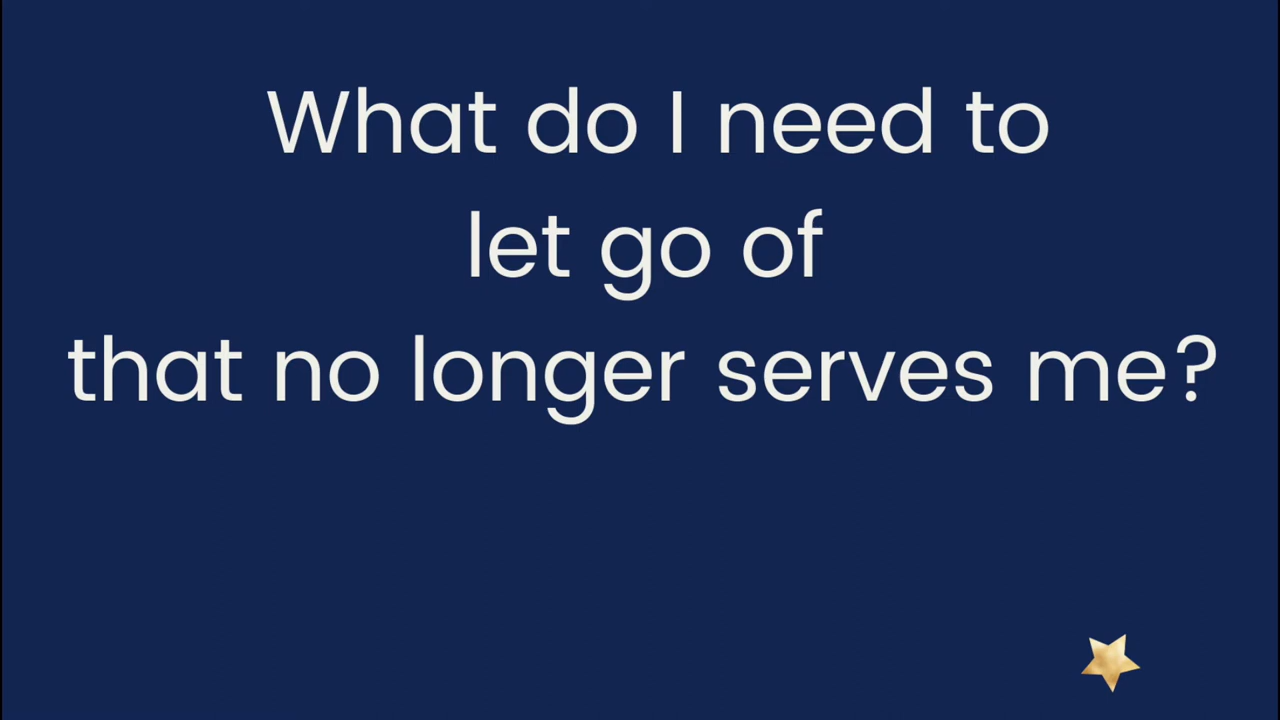 What do I need to
let go of
that no longer serves me?